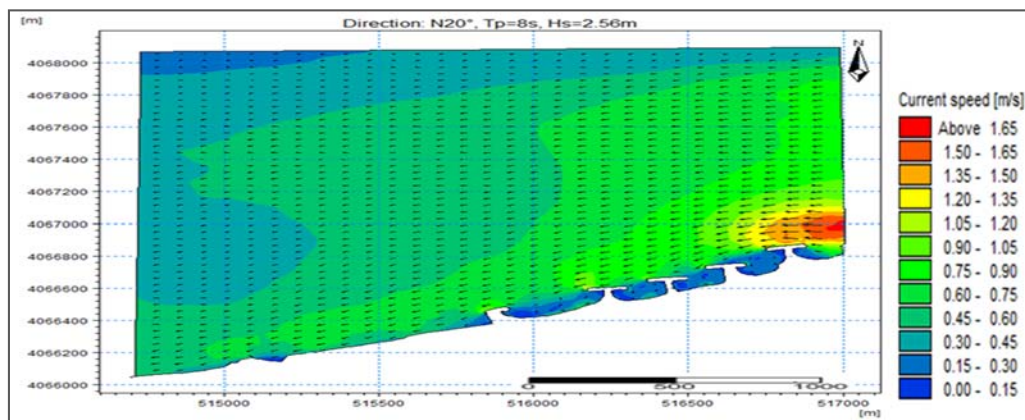 [m]
Direction: N20°, Tp=8s, Hs=2.56m
N
4068000
4067800
4067600
4067400
4067200
4067000
4066800
4066600
4066400
4066200
4066000
0 500 1000
515000 515500 516000 516500 517000
[m]
Current speed [m/s]
Above 1.65
1.50 - 1.65
1.35 - 1.50
1.20 - 1.35
1.05 - 1.20
0.90 - 1.05
0.75 - 0.90
0.60 - 0.75
0.45 - 0.60
0.30 - 0.45
0.15 - 0.30
0.00 - 0.15